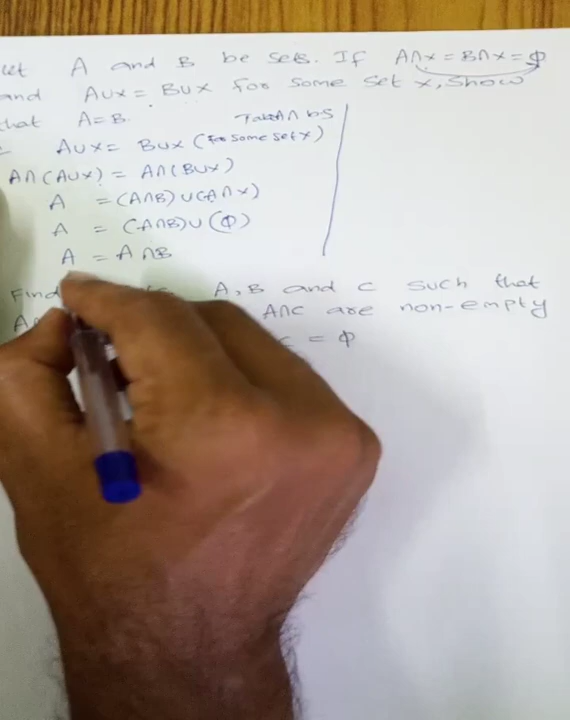 Let A and B be sets. If A∩X = B∩X = ϕ
and A∪X = B∪X for some set X, show
that A=B.
Take A∩ b/s
A∪X = B∪X (For some set X)
A∩(A∪X) = A∩(B∪X)
A = (A∩B)∪(A∩X)
A = (A∩B)∪(ϕ)
A = A∩B
Find A, B and C such that
A∩C are non-empty
= ϕ